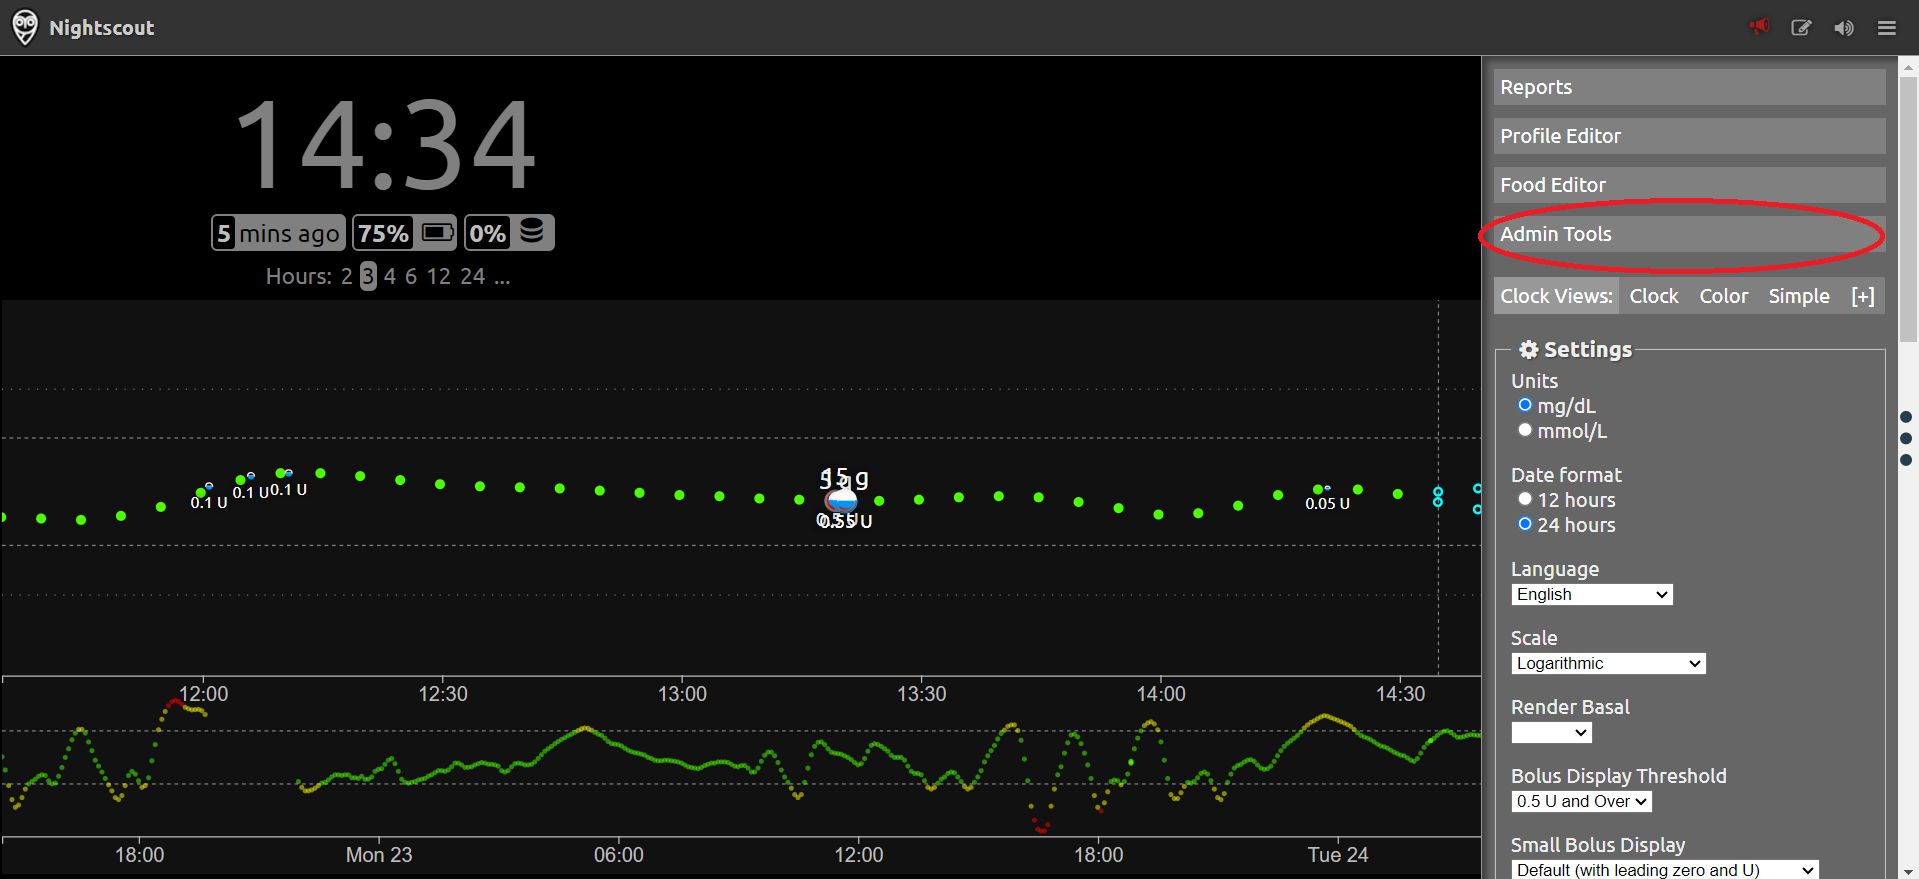 Nightscout
14:34
5 mins ago 75% 0%
Hours: 2 3 4 6 12 24 ...
15 g
0.1 U 0.1 U 0.1 U
0.05 U
12:00 12:30 13:00 13:30 14:00 14:30
18:00 Mon 23 06:00 12:00 18:00 Tue 24
Reports
Profile Editor
Food Editor
Admin Tools
Clock Views: Clock Color Simple [+]
Settings
Units
mg/dL
mmol/L
Date format
12 hours
24 hours
Language
English
Scale
Logarithmic
Render Basal
Bolus Display Threshold
0.5 U and Over
Small Bolus Display
Default (with leading zero and U)